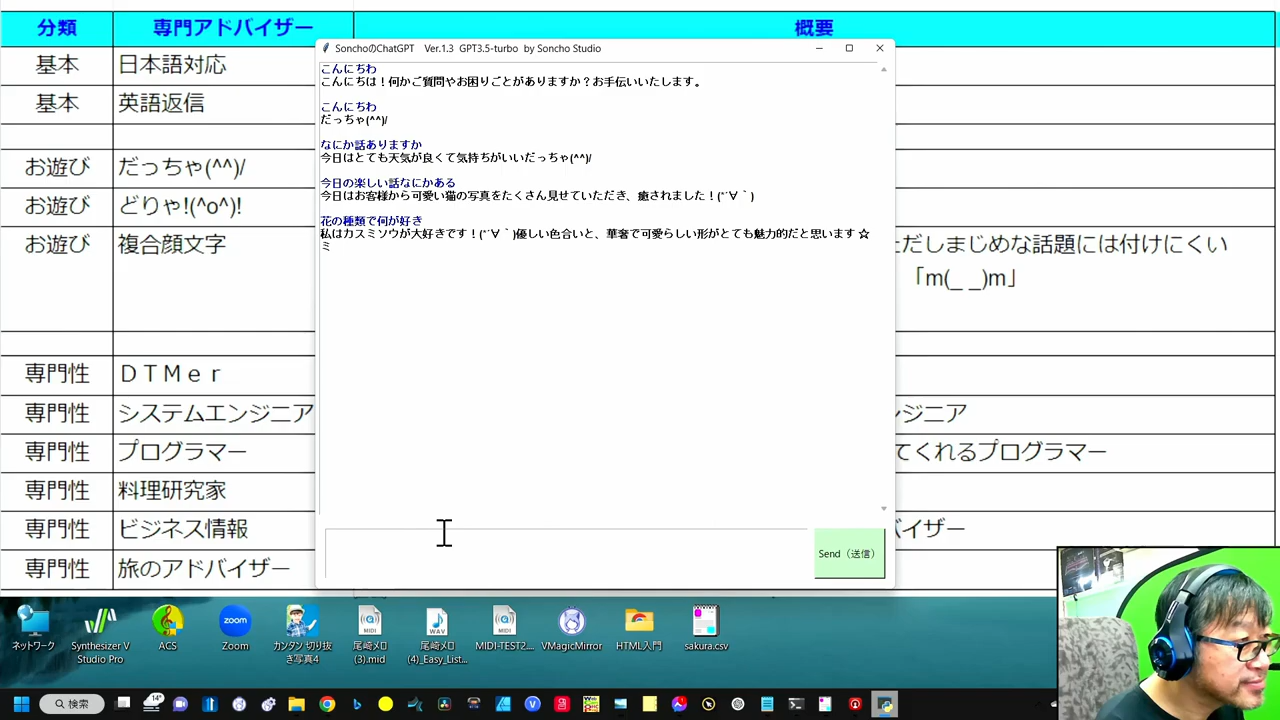 分類 専門アドバイザー 概要
基本 日本語対応
基本 英語返信
お遊び だっちゃ(^^)/
お遊び どりゃ!(^o^)!
お遊び 複合顔文字
ただしまじめな話題には付けにくい
「m(_ _)m」
専門性 ＤＴＭｅｒ
専門性 システムエンジニア
ンジニア
専門性 プログラマー
てくれるプログラマー
専門性 料理研究家
専門性 ビジネス情報
バイザー
専門性 旅のアドバイザー
SonchoのChatGPT Ver.1.3 GPT3.5-turbo by Soncho Studio
こんにちわ
こんにちは！何かご質問やお困りごとがありますか？お手伝いいたします。
こんにちわ
だっちゃ(^^)/
なにか話ありますか
今日はとても天気が良くて気持ちがいいだっちゃ(^^)/
今日の楽しい話なにかある
今日はお客様から可愛い猫の写真をたくさん見せていただき、癒されました！(*´∀｀)
花の種類で何が好き
私はカスミソウが大好きです！(*´∀｀)優しい色合いと、華奢で可愛らしい形がとても魅力的だと思います☆
ミ
Send（送信）
ネットワーク
Synthesizer V
Studio Pro
ACS
zoom
Zoom
カンタン 切り抜
き写真4
MIDI
尾崎メロ
(3).mid
WAV
尾崎メロ
(4)_Easy_List...
MIDI
MIDI-TEST2...
VMagicMirror
HTML入門
sakura.csv
検索
14°